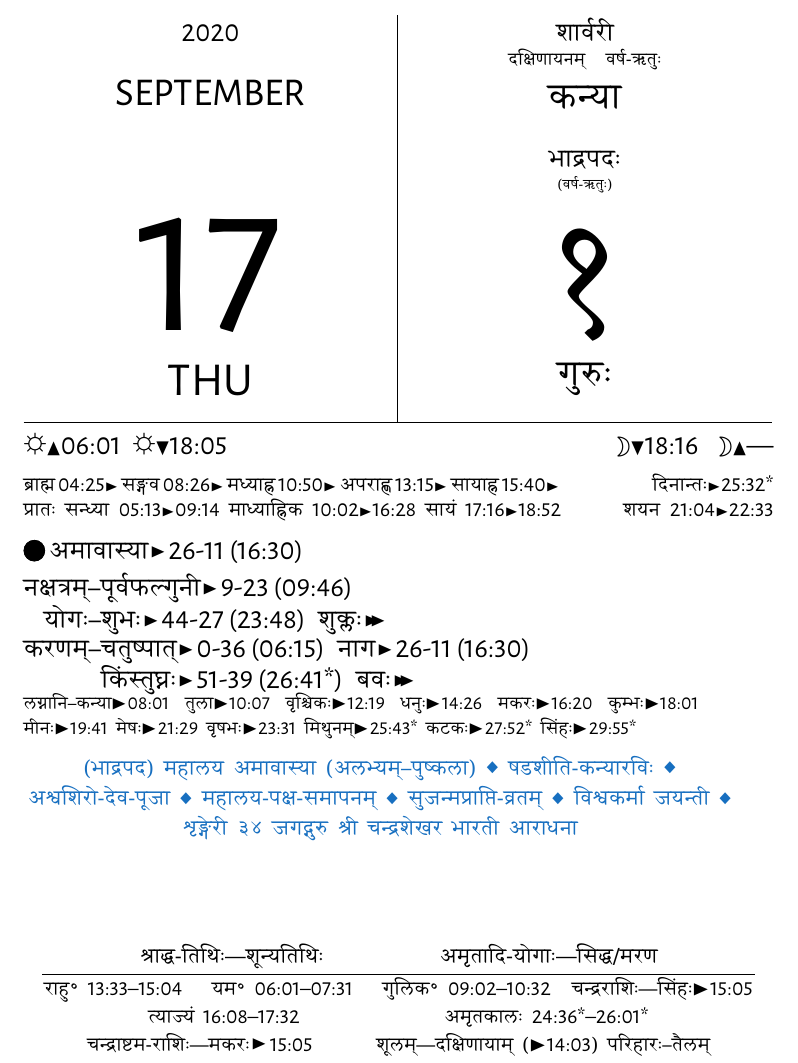 2020
SEPTEMBER
17
THU
शार्वरी
दक्षिणायनम् वर्ष-ऋतुः
कन्या
भाद्रपदः
(वर्ष-ऋतुः)
१
गुरुः
☼▲06:01 ☼▼18:05 ☽▼18:16 ☽▲—
ब्राह्म 04:25► सङ्गव 08:26► मध्याह्न 10:50► अपराह्ण 13:15► सायाह्न 15:40► दिनान्तः►25:32*
प्रातः सन्ध्या 05:13►09:14 माध्याह्निक 10:02►16:28 सायं 17:16►18:52 शयन 21:04►22:33
●अमावास्या►26-11 (16:30)
नक्षत्रम्–पूर्वफल्गुनी►9-23 (09:46)
योगः–शुभः►44-27 (23:48) शुक्लः►►
करणम्–चतुष्पात्►0-36 (06:15) नाग►26-11 (16:30)
किंस्तुघ्नः►51-39 (26:41*) बवः►►
लग्नानि–कन्या►08:01 तुला►10:07 वृश्चिकः►12:19 धनुः►14:26 मकरः►16:20 कुम्भः►18:01
मीनः►19:41 मेषः►21:29 वृषभः►23:31 मिथुनम्►25:43* कटकः►27:52* सिंहः►29:55*
(भाद्रपद) महालय अमावास्या (अलभ्यम्–पुष्कला) ◆ षडशीति-कन्यारविः ◆
अश्वशिरो-देव-पूजा ◆ महालय-पक्ष-समापनम् ◆ सुजन्मप्राप्ति-व्रतम् ◆ विश्वकर्मा जयन्ती ◆
शृङ्गेरी ३४ जगद्गुरु श्री चन्द्रशेखर भारती आराधना
श्राद्ध-तिथिः—शून्यतिथिः अमृतादि-योगाः—सिद्ध/मरण
राहु° 13:33–15:04 यम° 06:01–07:31 गुलिक° 09:02–10:32 चन्द्रराशिः—सिंहः►15:05
त्याज्यं 16:08–17:32 अमृतकालः 24:36*–26:01*
चन्द्राष्टम-राशिः—मकरः►15:05 शूलम्—दक्षिणायाम् (►14:03) परिहारः–तैलम्